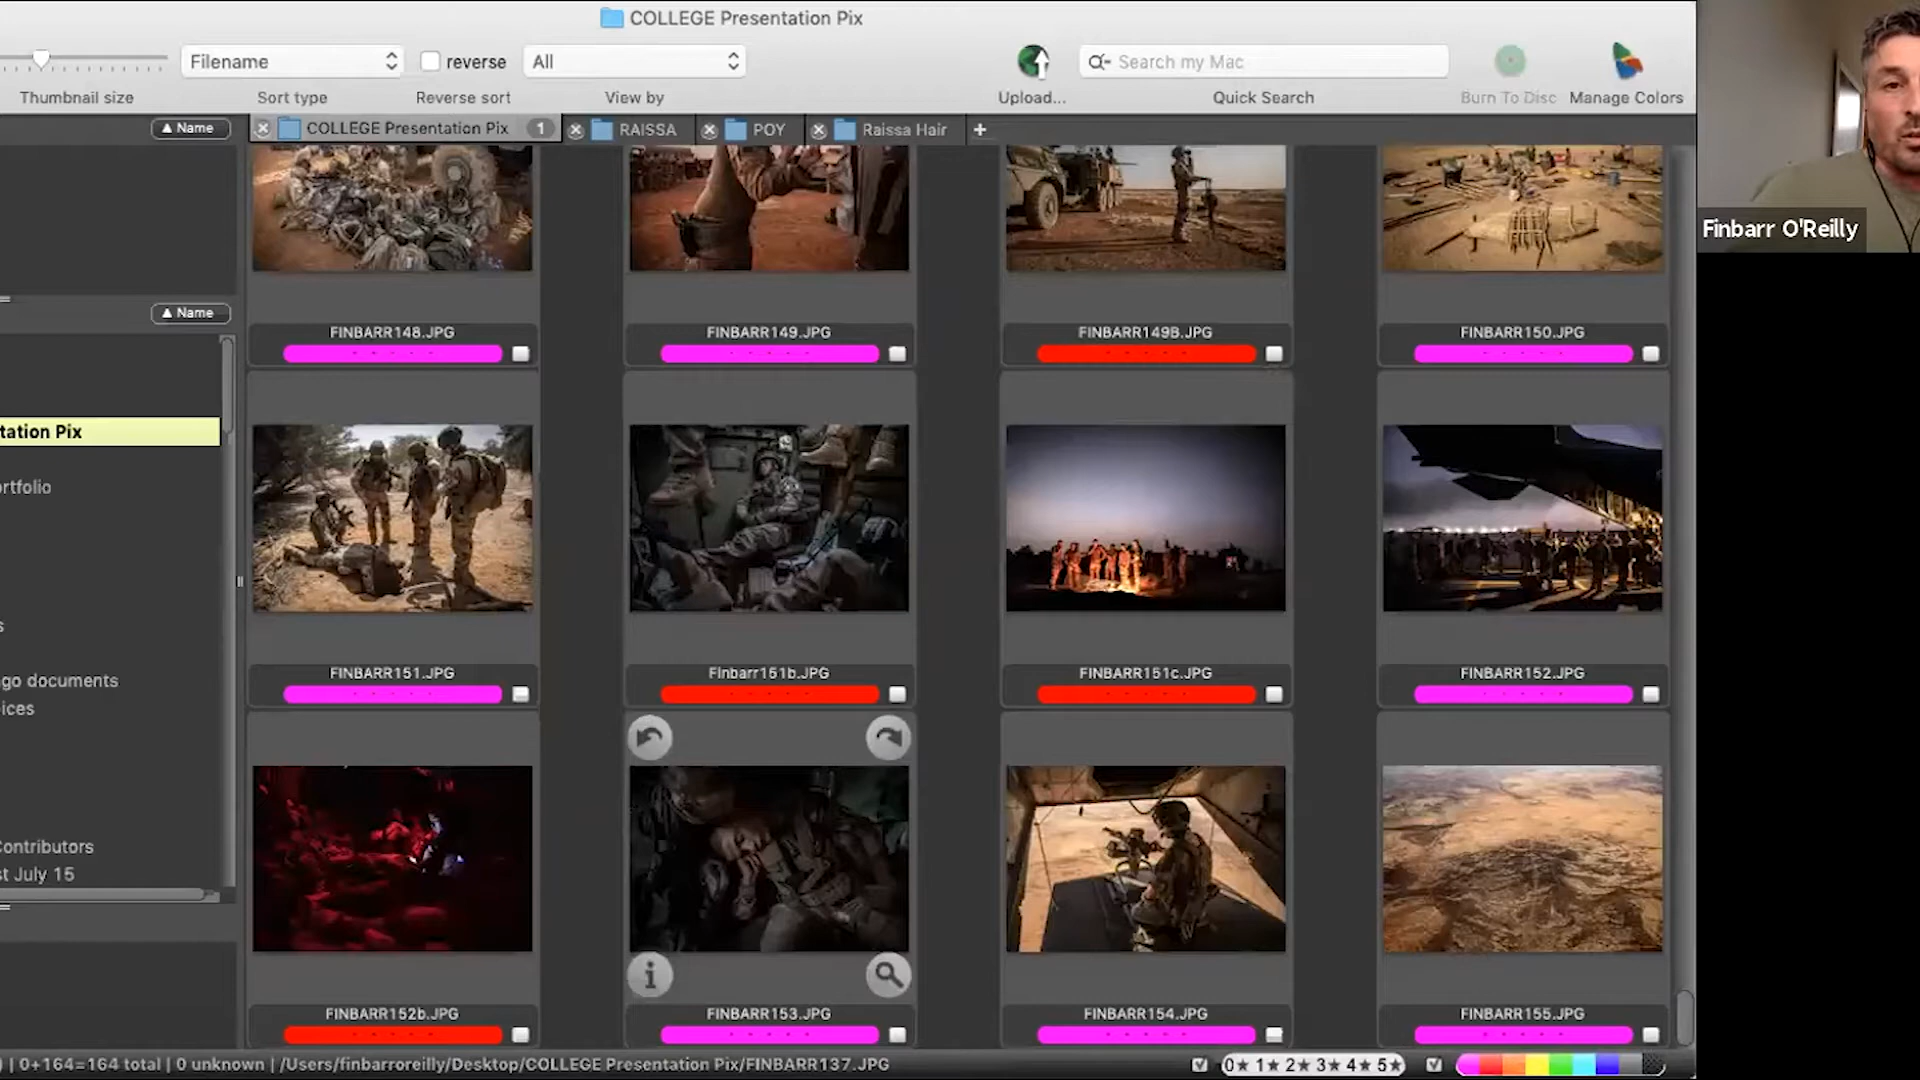 COLLEGE Presentation Pix
Filename
reverse
All
Search my Mac
Thumbnail size
Sort type
Reverse sort
View by
Upload...
Quick Search
Burn To Disc
Manage Colors
▲ Name
COLLEGE Presentation Pix 1
RAISSA
POY
Raissa Hair
+
Finbarr O'Reilly
▲ Name
FINBARR148.JPG
FINBARR149.JPG
FINBARR149B.JPG
FINBARR150.JPG
tation Pix
rtfolio
s
go documents
ices
Contributors
st July 15
FINBARR151.JPG
FInbarr151b.JPG
FINBARR151c.JPG
FINBARR152.JPG
FINBARR152b.JPG
FINBARR153.JPG
FINBARR154.JPG
FINBARR155.JPG
) | 0+164=164 total | 0 unknown | /Users/finbarroreilly/Desktop/COLLEGE Presentation Pix/FINBARR137.JPG
0★ 1★ 2★ 3★ 4★ 5★